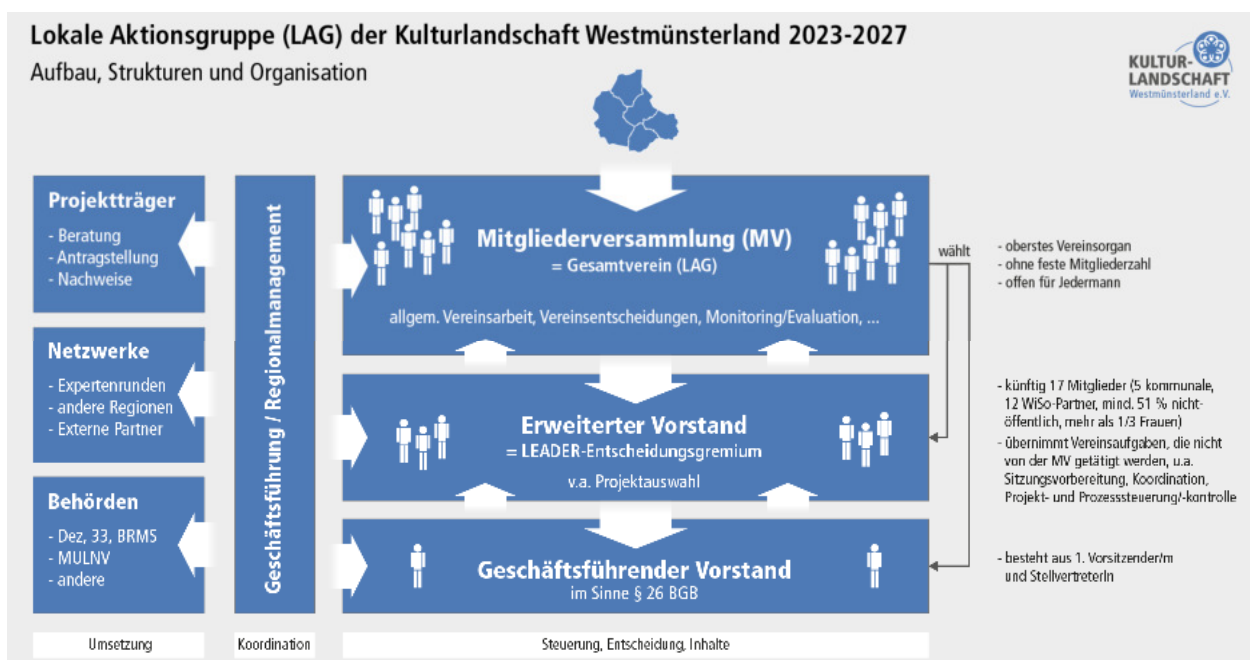 Lokale Aktionsgruppe (LAG) der Kulturlandschaft Westmünsterland 2023-2027
Aufbau, Strukturen und Organisation
KULTUR-
LANDSCHAFT
Westmünsterland e.V.
Projektträger
- Beratung
- Antragstellung
- Nachweise
Netzwerke
- Expertenrunden
- andere Regionen
- Externe Partner
Behörden
- Dez, 33, BRMS
- MULNV
- andere
Geschäftsführung / Regionalmanagement
Mitgliederversammlung (MV)
= Gesamtverein (LAG)
allgem. Vereinsarbeit, Vereinsentscheidungen, Monitoring/Evaluation, ...
Erweiterter Vorstand
= LEADER-Entscheidungsgremium
v.a. Projektauswahl
Geschäftsführender Vorstand
im Sinne § 26 BGB
wählt
- oberstes Vereinsorgan
- ohne feste Mitgliederzahl
- offen für Jedermann
- künftig 17 Mitglieder (5 kommunale,
12 WiSo-Partner, mind. 51 % nicht-
öffentlich, mehr als 1/3 Frauen)
- übernimmt Vereinsaufgaben, die nicht
von der MV getätigt werden, u.a.
Sitzungsvorbereitung, Koordination,
Projekt- und Prozesssteuerung/-kontrolle
- besteht aus 1. Vorsitzender/m
und StellvertreterIn
Umsetzung
Koordination
Steuerung, Entscheidung, Inhalte